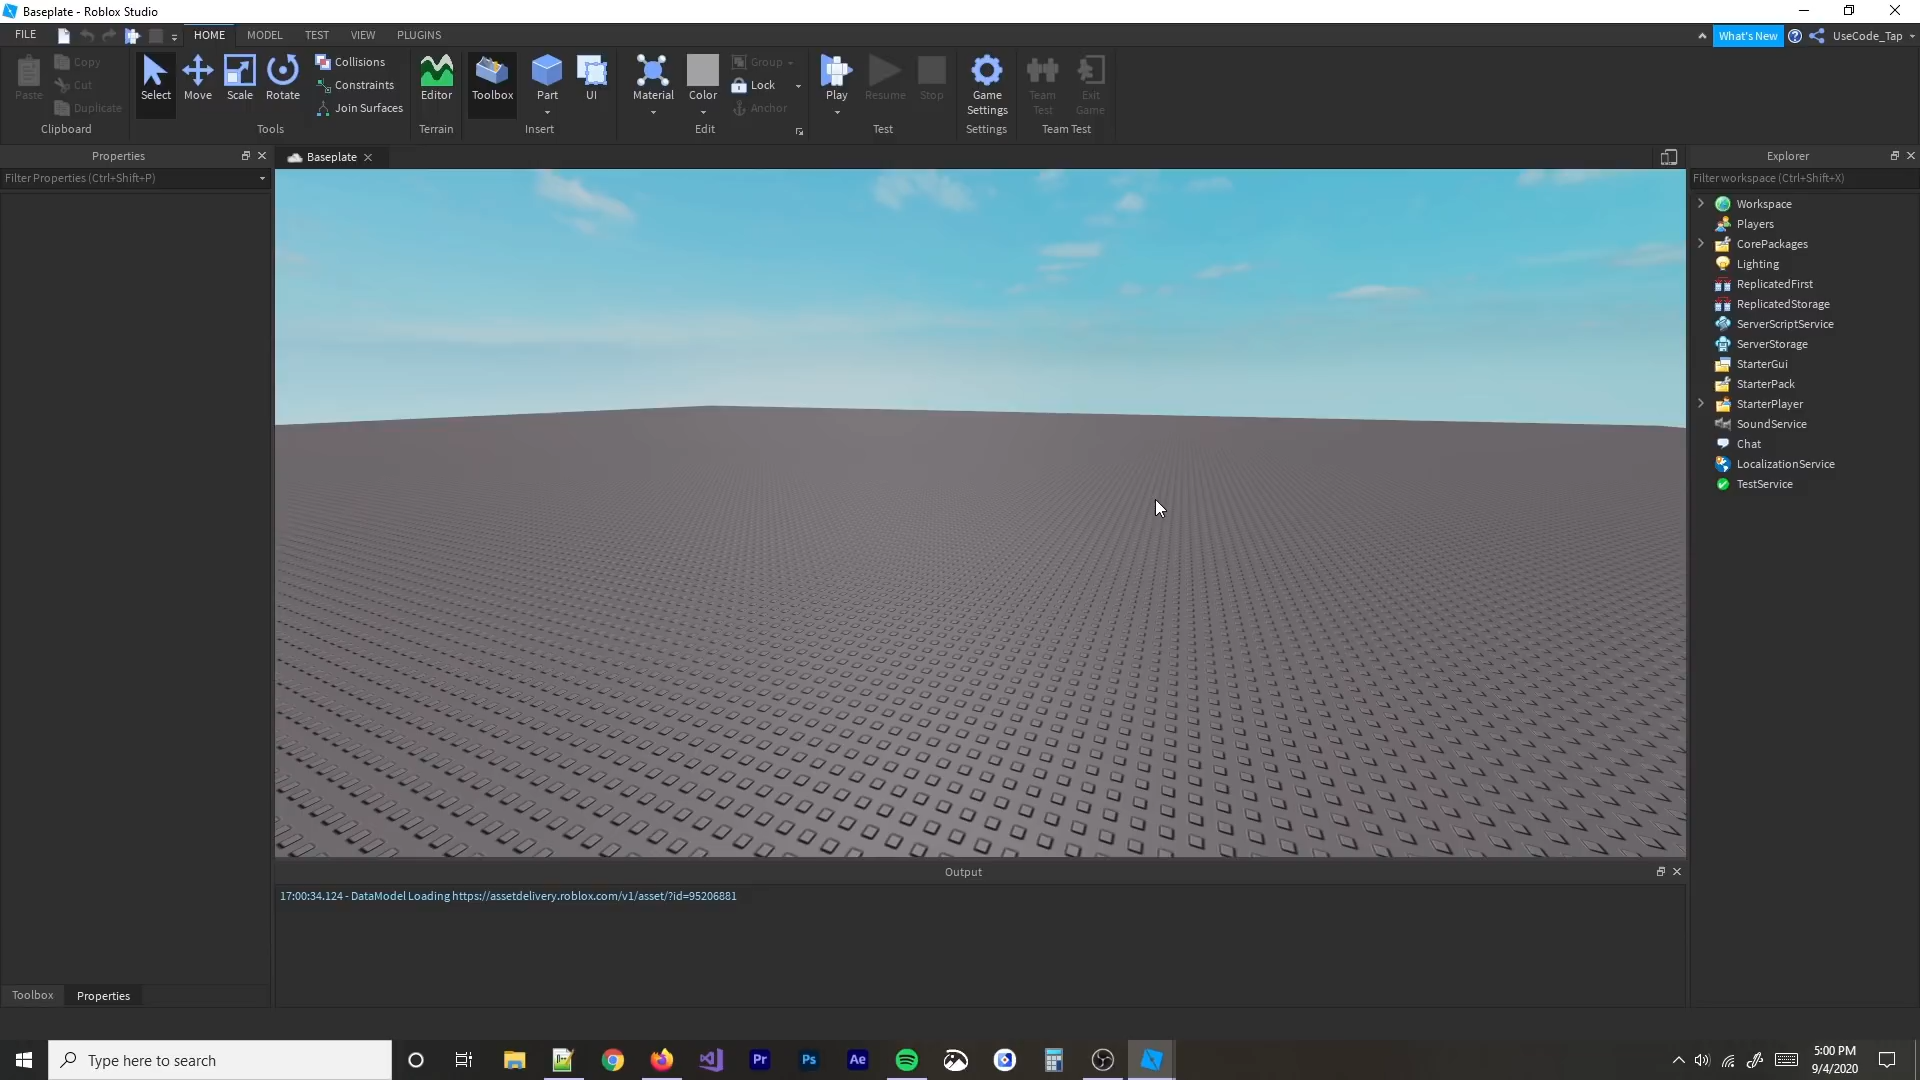 Baseplate - Roblox Studio
FILE HOME MODEL TEST VIEW PLUGINS What's New UseCode_Tap
Paste Copy Cut Duplicate
Select Move Scale Rotate
Collisions
Constraints
Join Surfaces
Editor Toolbox Part UI
Material Color Group Lock Anchor
Play Resume Stop
Game Settings
Team Test
Exit Game
Clipboard Tools Terrain Insert Edit Test Settings Team Test
Properties
Filter Properties (Ctrl+Shift+P)
Baseplate
Explorer
Filter workspace (Ctrl+Shift+X)
Workspace
Players
CorePackages
Lighting
ReplicatedFirst
ReplicatedStorage
ServerScriptService
ServerStorage
StarterGui
StarterPack
StarterPlayer
SoundService
Chat
LocalizationService
TestService
Output
17:00:34.124 - DataModel Loading https://assetdelivery.roblox.com/v1/asset/?id=95206881
Toolbox Properties
Type here to search
Pr Ps Ae
5:00 PM
9/4/2020